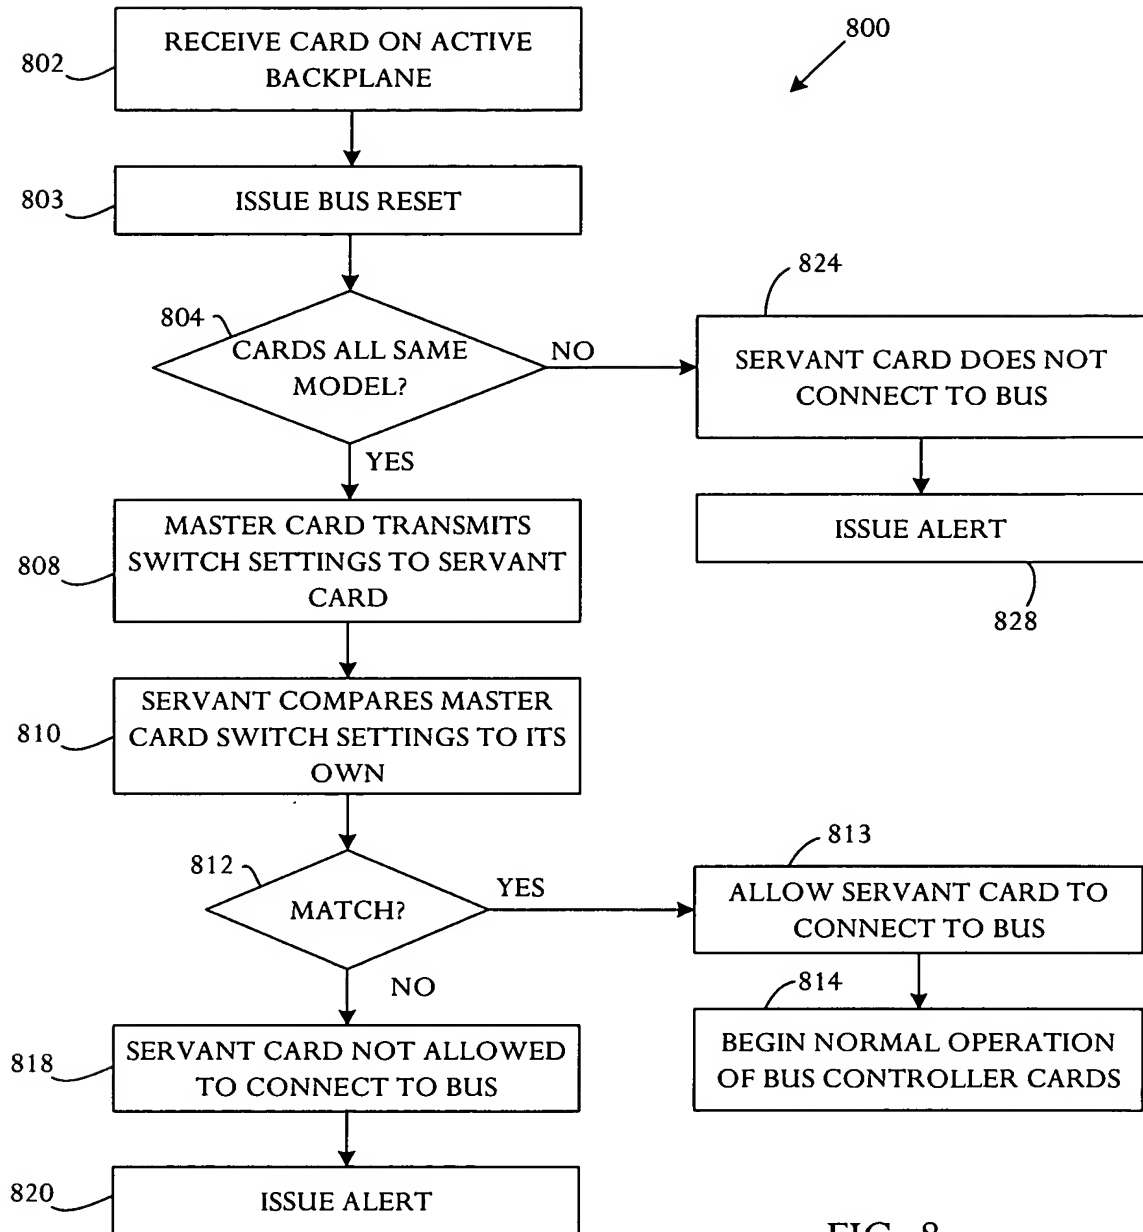 800
802
RECEIVE CARD ON ACTIVE
BACKPLANE
803
ISSUE BUS RESET
804
CARDS ALL SAME
MODEL?
NO
YES
824
SERVANT CARD DOES NOT
CONNECT TO BUS
ISSUE ALERT
828
808
MASTER CARD TRANSMITS
SWITCH SETTINGS TO SERVANT
CARD
810
SERVANT COMPARES MASTER
CARD SWITCH SETTINGS TO ITS
OWN
812
MATCH?
YES
NO
813
ALLOW SERVANT CARD TO
CONNECT TO BUS
814
BEGIN NORMAL OPERATION
OF BUS CONTROLLER CARDS
818
SERVANT CARD NOT ALLOWED
TO CONNECT TO BUS
820
ISSUE ALERT
FIG. 8